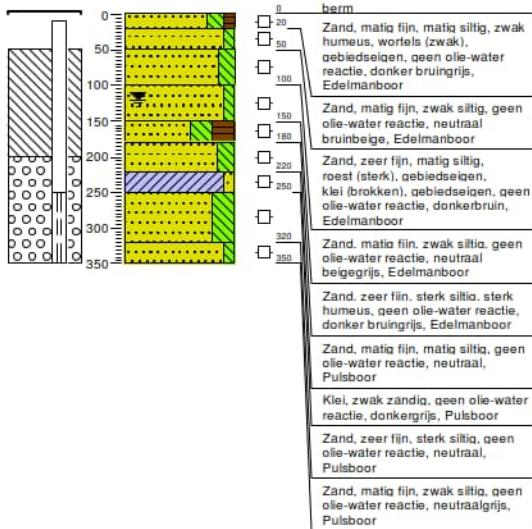 0
50
100
150
200
250
300
350
0
20
50
100
150
180
220
250
320
350
berm
Zand, matig fijn, matig siltig, zwak
humeus, wortels (zwak),
gebiedseigen, geen olie-water
reactie, donker bruingrijs,
Edelmanboor
Zand, matig fijn, zwak siltig, geen
olie-water reactie, neutraal
bruinbeige, Edelmanboor
Zand, zeer fijn, matig siltig,
roest (sterk), gebiedseigen,
klei (brokken), gebiedseigen, geen
olie-water reactie, donkerbruin,
Edelmanboor
Zand, matig fijn, zwak siltig, geen
olie-water reactie, neutraal
beigegrijs, Edelmanboor
Zand, zeer fijn, sterk siltig, sterk
humeus, geen olie-water reactie,
donker bruingrijs, Edelmanboor
Zand, matig fijn, matig siltig, geen
olie-water reactie, neutraal,
Pulsboor
Klei, zwak zandig, geen olie-water
reactie, donkergrijs, Pulsboor
Zand, zeer fijn, sterk siltig, geen
olie-water reactie, neutraal,
Pulsboor
Zand, matig fijn, zwak siltig, geen
olie-water reactie, neutraalgrijs,
Pulsboor